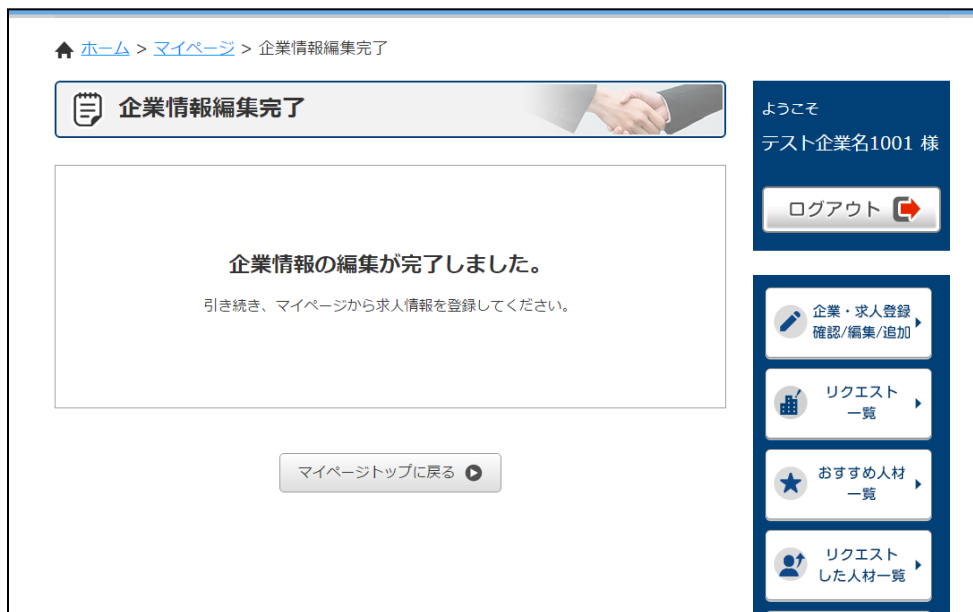 ホーム > マイページ > 企業情報編集完了
企業情報編集完了
企業情報の編集が完了しました。
引き続き、マイページから求人情報を登録してください。
マイページトップに戻る
ようこそ
テスト企業名1001 様
ログアウト
企業・求人登録
確認/編集/追加
リクエスト
一覧
おすすめ人材
一覧
リクエスト
した人材一覧